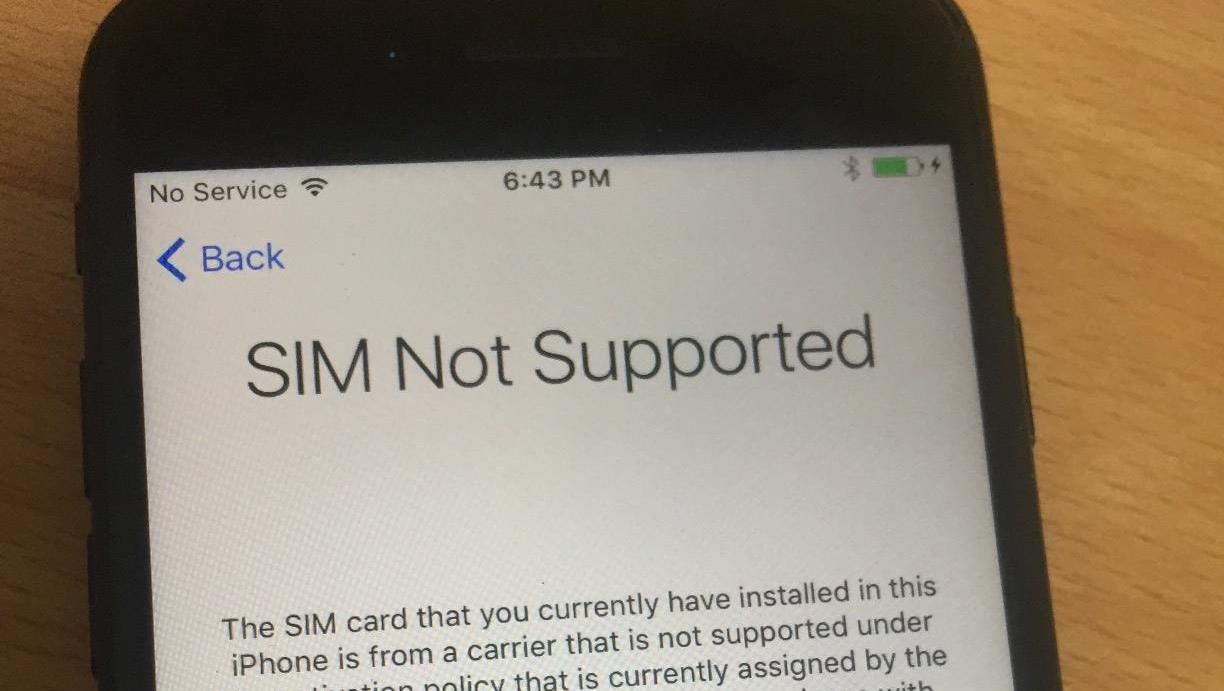 No Service
6:43 PM
Back
SIM Not Supported
The SIM card that you currently have installed in this
iPhone is from a carrier that is not supported under
policy that is currently assigned by the
with